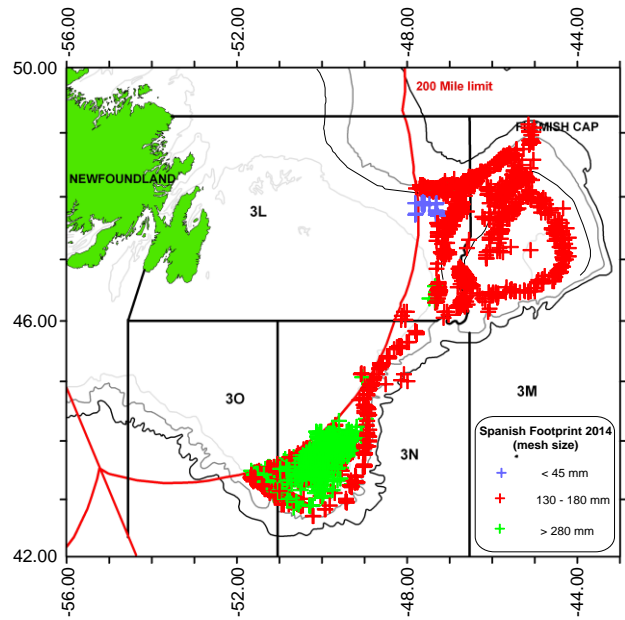 -56.00
-52.00
-48.00
-44.00
50.00
200 Mile limit
FLEMISH CAP
NEWFOUNDLAND
3L
46.00
3O
3M
3N
Spanish Footprint 2014
(mesh size)
< 45 mm
130 - 180 mm
> 280 mm
42.00
-56.00
-52.00
-48.00
-44.00